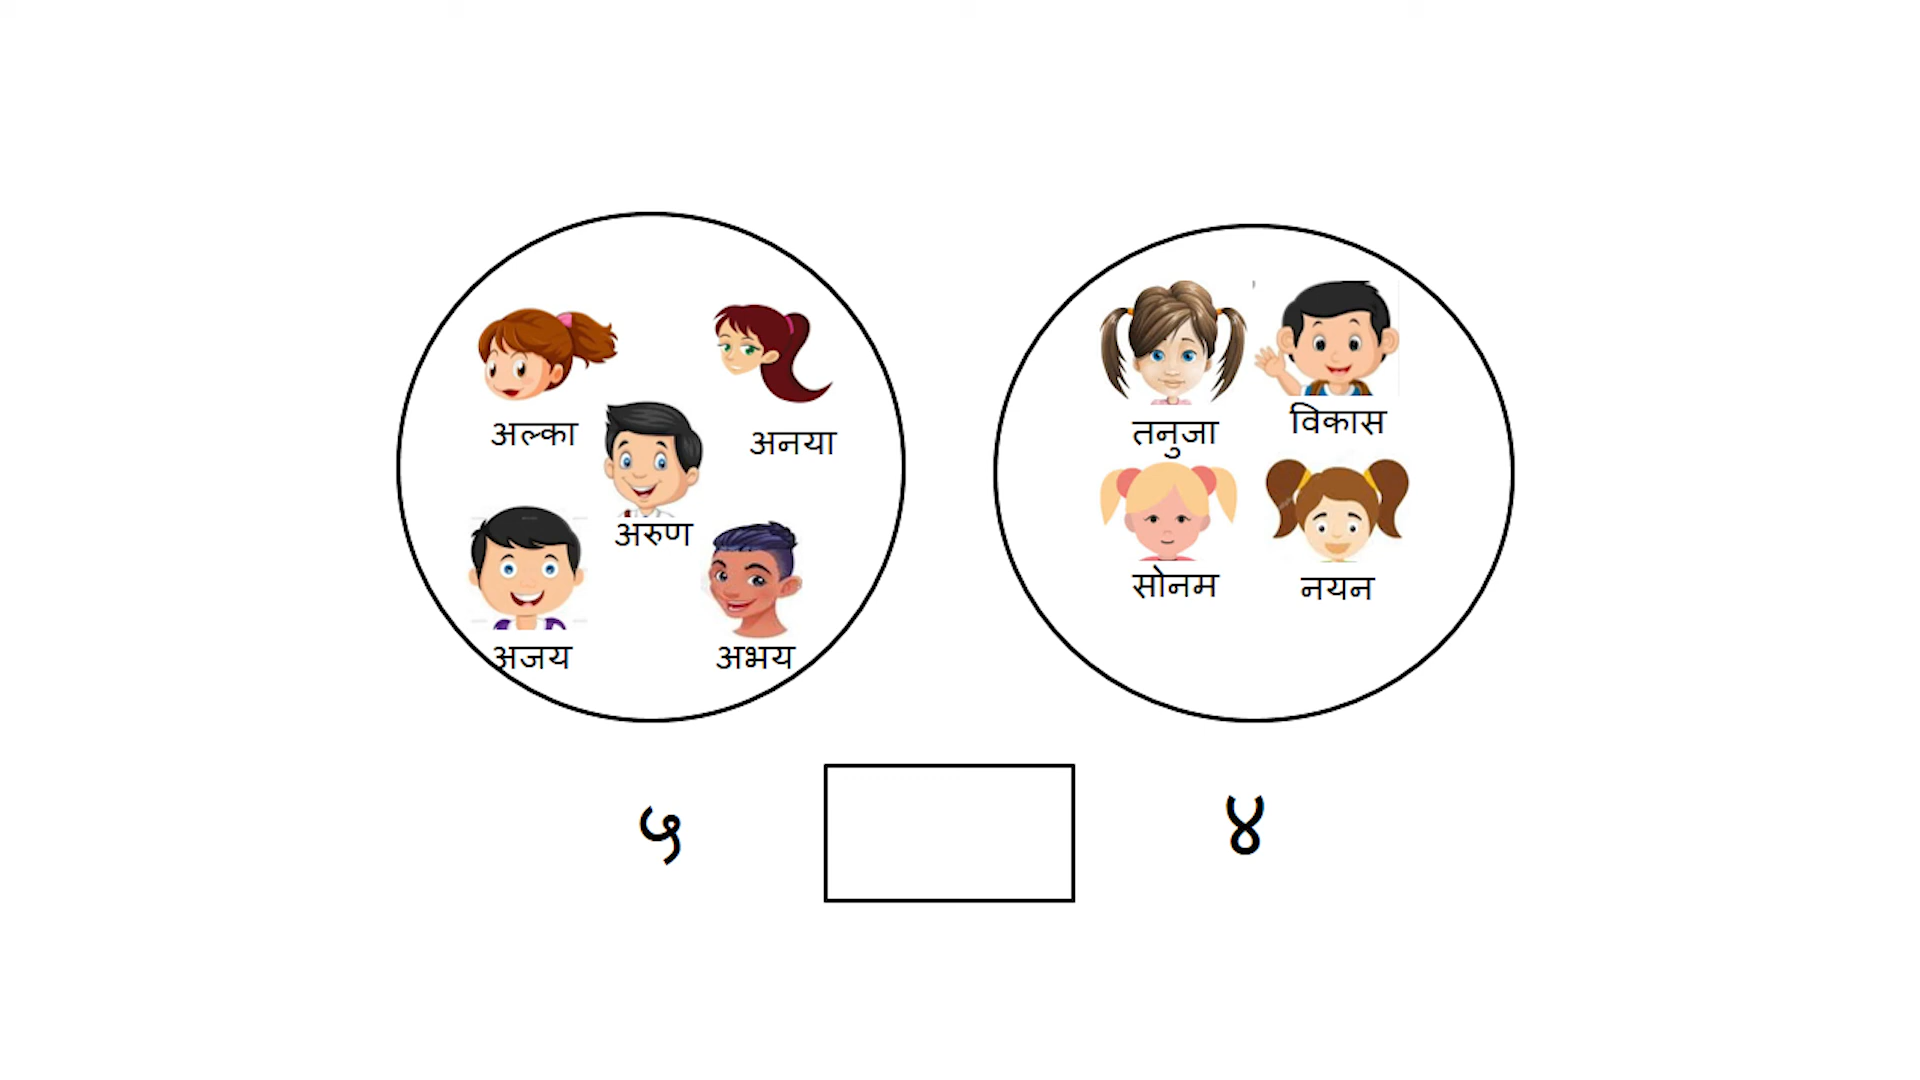 अल्का
अनया
अरुण
अजय
अभय
तनुजा
विकास
सोनम
नयन
५
४